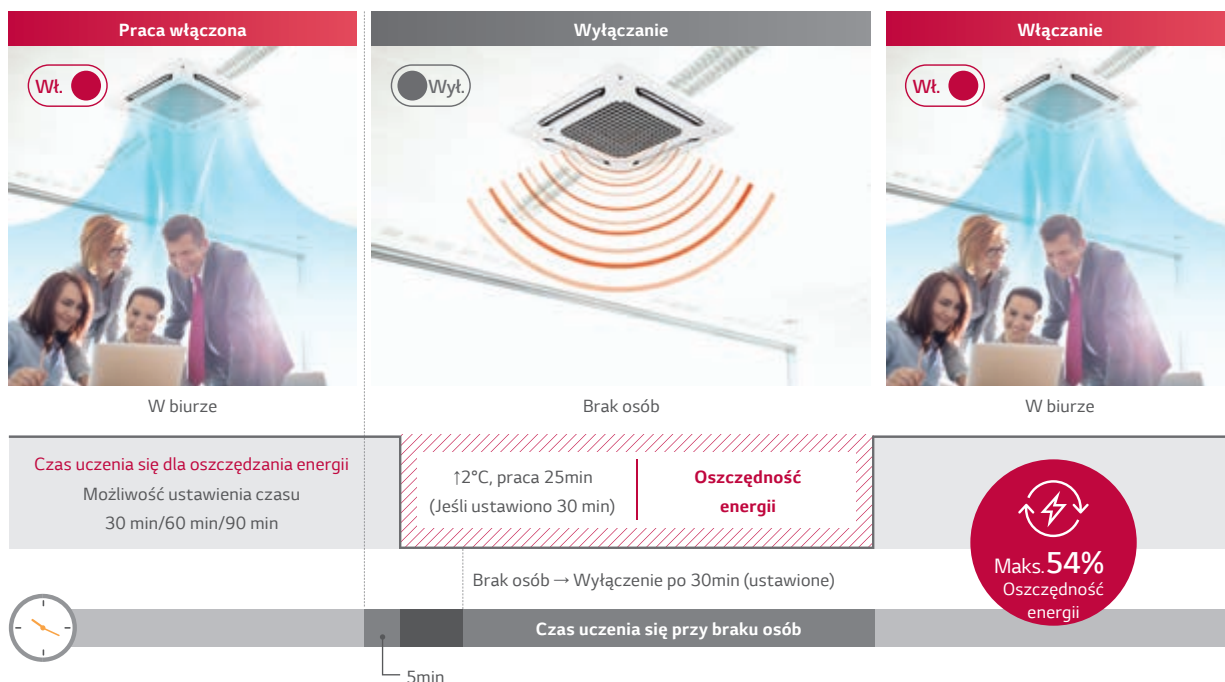 Praca włączona
Wyłączanie
Włączanie
Wł.
Wył.
Wł.
W biurze
Brak osób
W biurze
Czas uczenia się dla oszczędzania energii
Możliwość ustawienia czasu
30 min/60 min/90 min
↑2°C, praca 25min
(Jeśli ustawiono 30 min)
Oszczędność
energii
Maks.54%
Oszczędność
energii
Brak osób → Wyłączenie po 30min (ustawione)
Czas uczenia się przy braku osób
5min